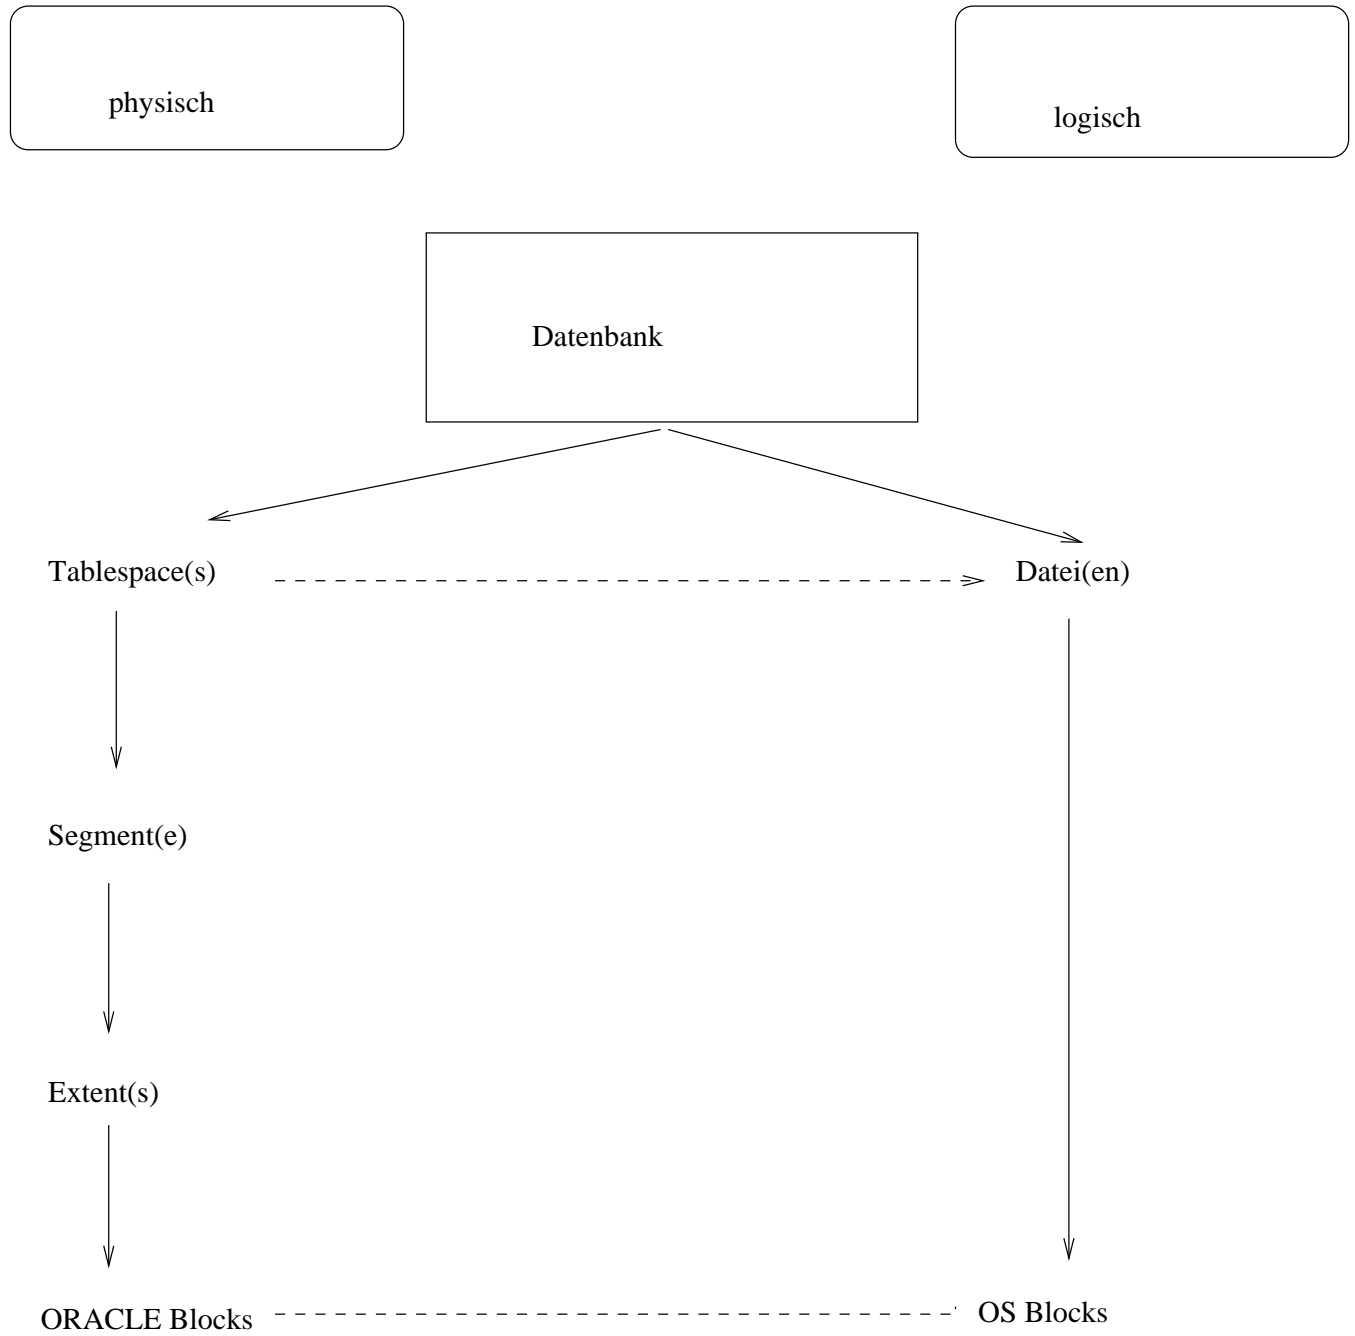 physisch
logisch
Datenbank
Tablespace(s)
Datei(en)
Segment(e)
Extent(s)
ORACLE Blocks
OS Blocks